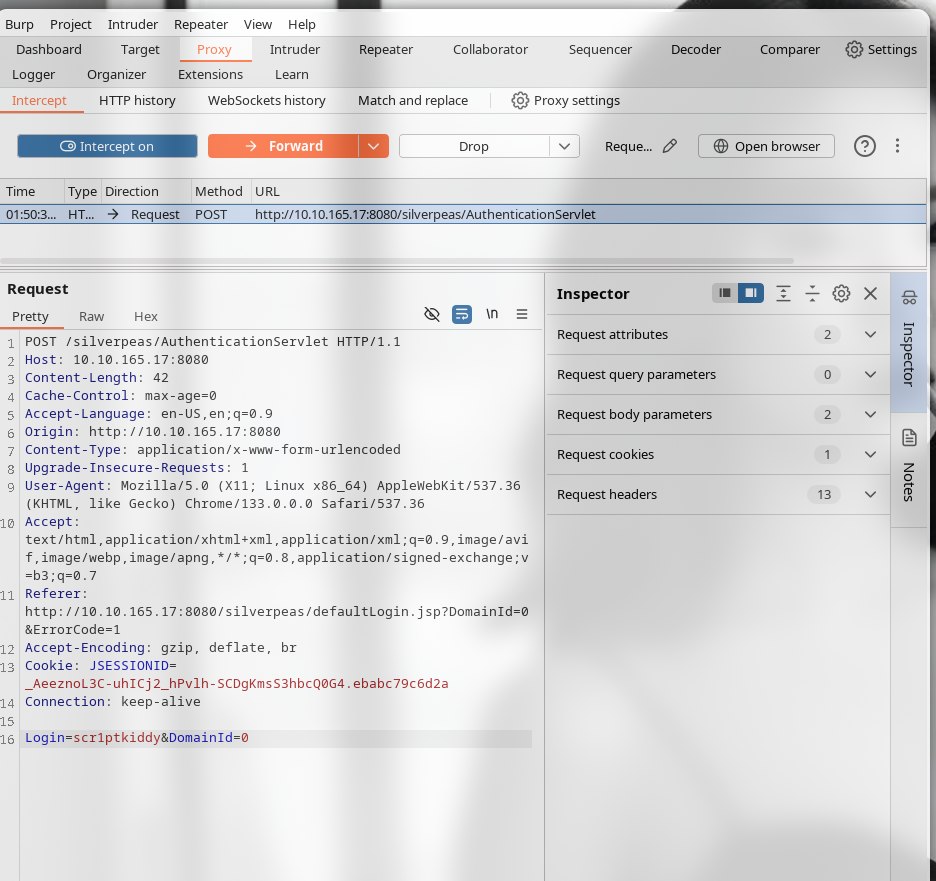 Burp Project Intruder Repeater View Help
Dashboard Target Proxy Intruder Repeater Collaborator Sequencer Decoder Comparer Settings
Logger Organizer Extensions Learn
Intercept HTTP history WebSockets history Match and replace Proxy settings
Intercept on Forward Drop Reque... Open browser
Time Type Direction Method URL
01:50:3... HT... → Request POST http://10.10.165.17:8080/silverpeas/AuthenticationServlet
Request
Pretty Raw Hex \n
1 POST /silverpeas/AuthenticationServlet HTTP/1.1
2 Host: 10.10.165.17:8080
3 Content-Length: 42
4 Cache-Control: max-age=0
5 Accept-Language: en-US,en;q=0.9
6 Origin: http://10.10.165.17:8080
7 Content-Type: application/x-www-form-urlencoded
8 Upgrade-Insecure-Requests: 1
9 User-Agent: Mozilla/5.0 (X11; Linux x86_64) AppleWebKit/537.36
(KHTML, like Gecko) Chrome/133.0.0.0 Safari/537.36
10 Accept:
text/html,application/xhtml+xml,application/xml;q=0.9,image/avi
f,image/webp,image/apng,*/*;q=0.8,application/signed-exchange;v
=b3;q=0.7
11 Referer:
http://10.10.165.17:8080/silverpeas/defaultLogin.jsp?DomainId=0
&ErrorCode=1
12 Accept-Encoding: gzip, deflate, br
13 Cookie: JSESSIONID=
_AeeznoL3C-uhICj2_hPvlh-SCDgKmsS3hbcQ0G4.ebabc79c6d2a
14 Connection: keep-alive
15
16 Login=scr1ptkiddy&DomainId=0
Inspector
Request attributes 2
Request query parameters 0
Request body parameters 2
Request cookies 1
Request headers 13
Inspector
Notes